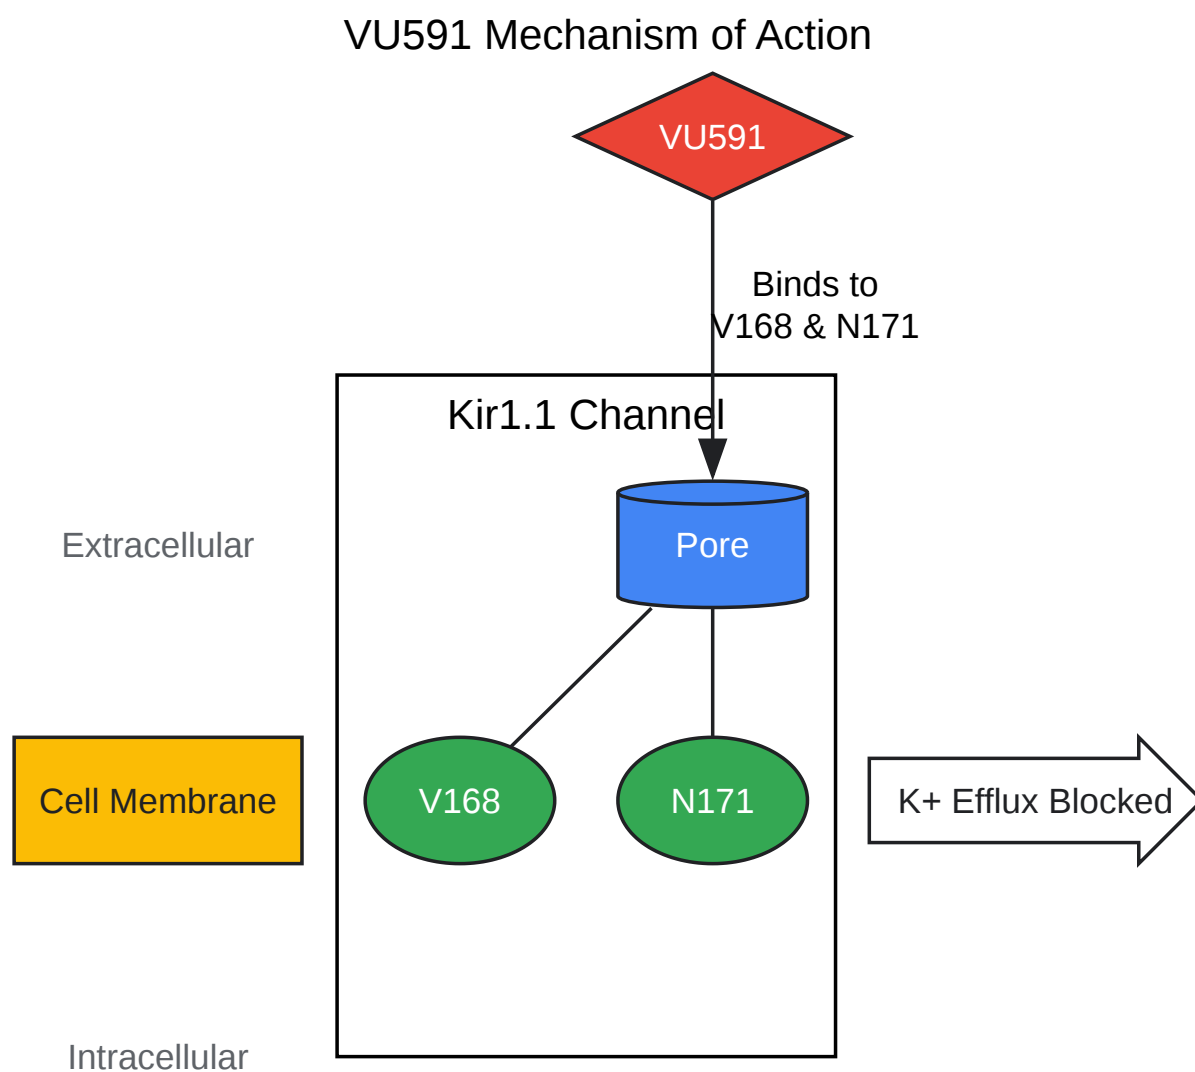 VU591 Mechanism of Action
VU591
Binds to
V168 & N171
Kir1.1 Channel
Extracellular
Pore
Cell Membrane
V168
N171
K+ Efflux Blocked
Intracellular